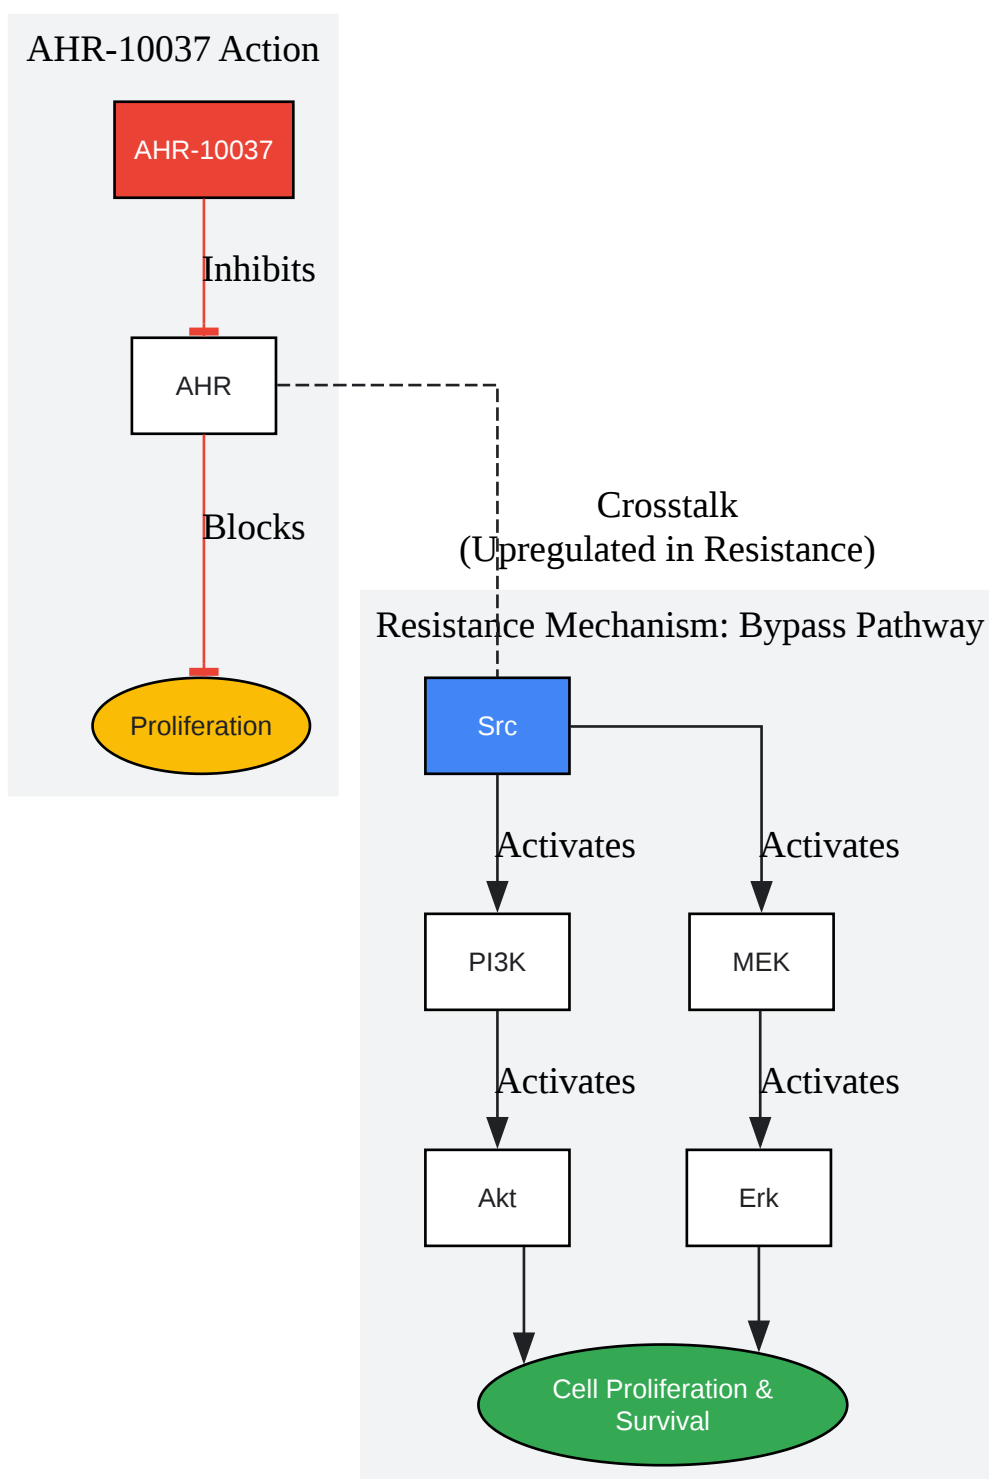 AHR-10037 Action
AHR-10037
Inhibits
AHR
Blocks
Proliferation
Crosstalk
(Upregulated in Resistance)
Resistance Mechanism: Bypass Pathway
Src
Activates
Activates
PI3K
MEK
Activates
Activates
Akt
Erk
Cell Proliferation &
Survival